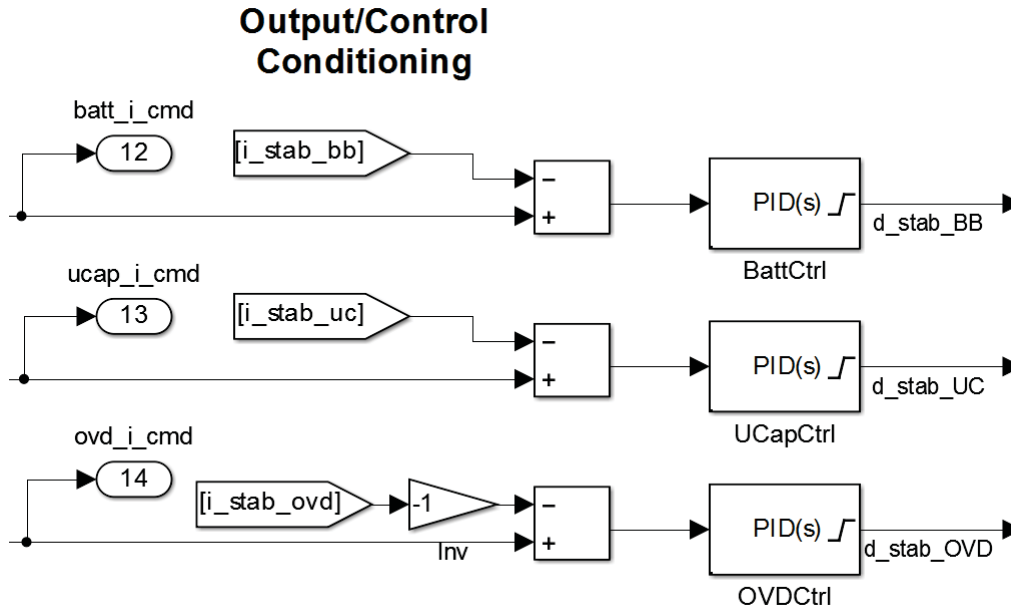 Output/Control
Conditioning
batt_i_cmd
12
[i_stab_bb]
−
+
PID(s)
d_stab_BB
BattCtrl
ucap_i_cmd
13
[i_stab_uc]
−
+
PID(s)
d_stab_UC
UCapCtrl
ovd_i_cmd
14
[i_stab_ovd]
-1
Inv
−
+
PID(s)
d_stab_OVD
OVDCtrl